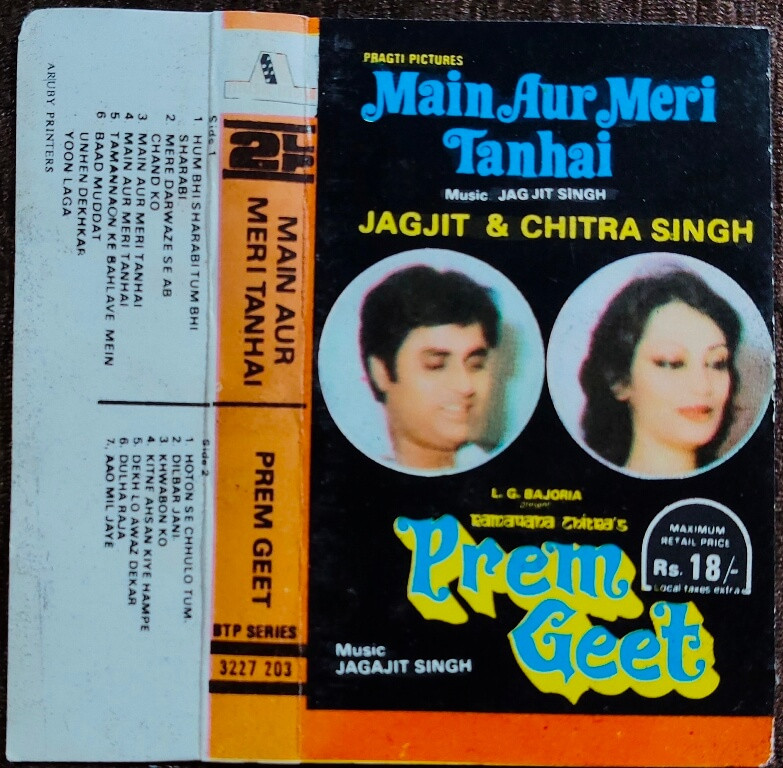 PRAGTI PICTURES
Main Aur Meri
Tanhai
Music JAGJIT SINGH
JAGJIT & CHITRA SINGH
L. G. BAJORIA
present
Ramayana Chitra's
Prem
Geet
MAXIMUM
RETAIL PRICE
Rs. 18/-
Local taxes extra
Music
JAGAJIT SINGH
MAIN AUR
MERI TANHAI
PREM GEET
BTP SERIES
3227 203
Side 1
1 HUM BHI SHARABI TUM BHI
SHARABI
2 MERE DARWAZE SE AB
CHAND KO
3 MAIN AUR MERI TANHAI
4 MAIN AUR MERI TANHAI
5 TAMANNAON KE BAHLAVE MEIN
6 BAAD MUDDAT
UNHEN DEKHKAR
YOON LAGA
Side 2
1 HOTON SE CHHULO TUM.
2 DILBAR JANI.
3 KHWABON KO
4. KITNE AHSAN KIYE HAMPE
5. DEKH LO AWAZ DEKAR
6 DULHA RAJA
7. AAO MIL JAYE
A RUBY PRINTERS